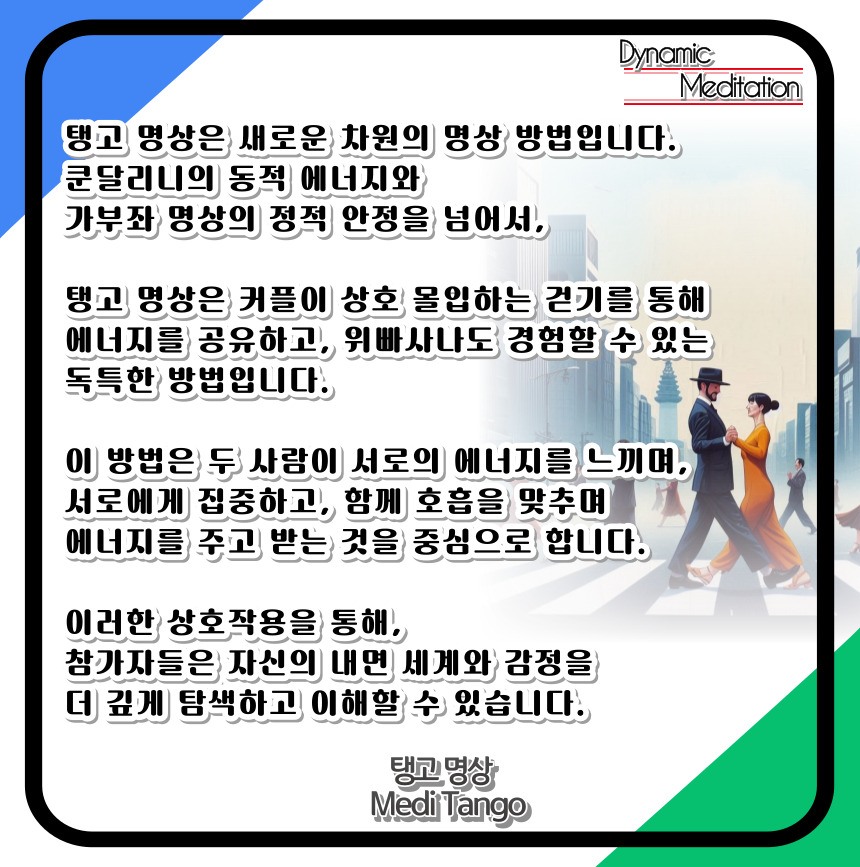 Dynamic
Meditation
탱고 명상은 새로운 차원의 명상 방법입니다.
쿤달리니의 동적 에너지와
가부좌 명상의 정적 안정을 넘어서,
탱고 명상은 커플이 상호 몰입하는 걷기를 통해
에너지를 공유하고, 위빠사나도 경험할 수 있는
독특한 방법입니다.
이 방법은 두 사람이 서로의 에너지를 느끼며,
서로에게 집중하고, 함께 호흡을 맞추며
에너지를 주고 받는 것을 중심으로 합니다.
이러한 상호작용을 통해,
참가자들은 자신의 내면 세계와 감정을
더 깊게 탐색하고 이해할 수 있습니다.
탱고 명상
Medi Tango